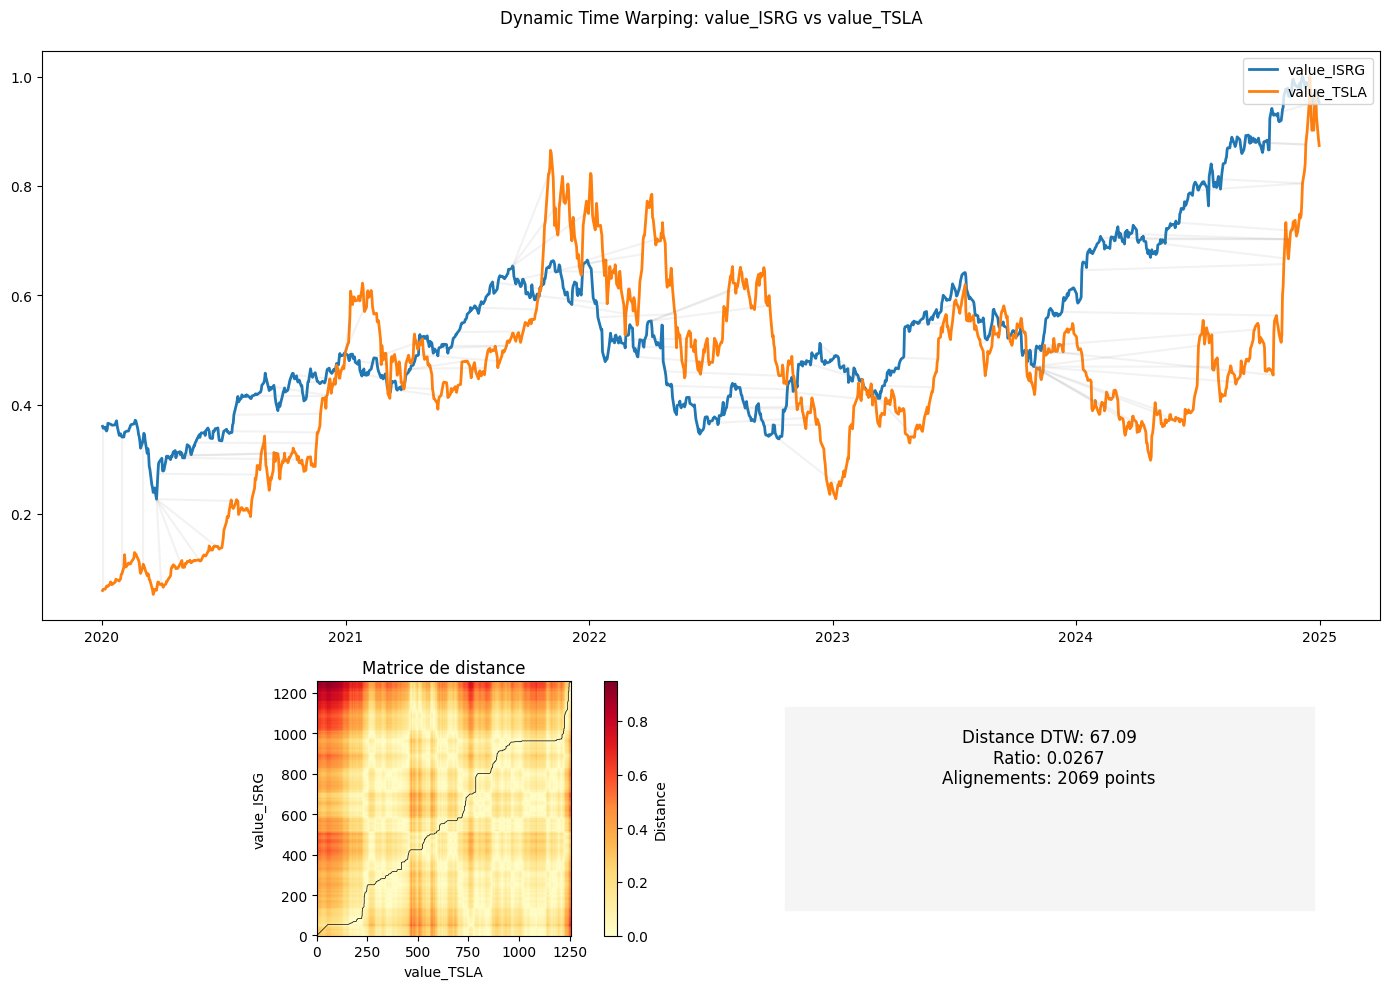 Dynamic Time Warping: value_ISRG vs value_TSLA
value_ISRG
value_TSLA
1.0
0.8
0.6
0.4
0.2
2020 2021 2022 2023 2024 2025
Matrice de distance
1200
1000
800
600
400
200
0
value_ISRG
0 250 500 750 1000 1250
value_TSLA
0.8
0.6
0.4
0.2
0.0
Distance
Distance DTW: 67.09
Ratio: 0.0267
Alignements: 2069 points